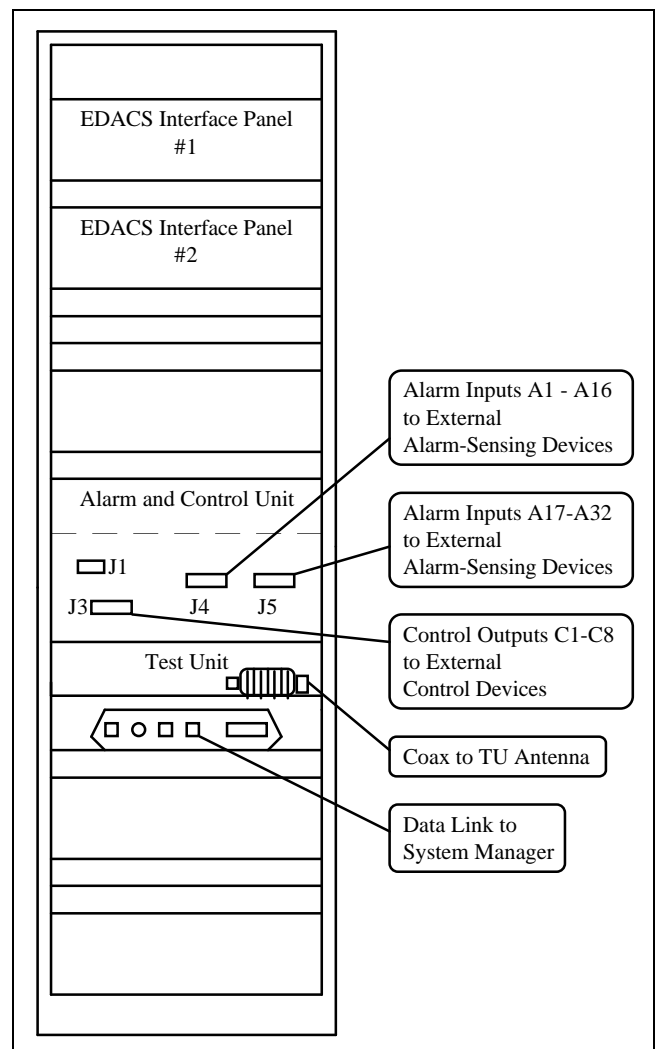 EDACS Interface Panel
#1
EDACS Interface Panel
#2
Alarm Inputs A1 - A16
to External
Alarm-Sensing Devices
Alarm and Control Unit
Alarm Inputs A17-A32
to External
Alarm-Sensing Devices
J1
J3
J4
J5
Control Outputs C1-C8
to External
Control Devices
Test Unit
Coax to TU Antenna
Data Link to
System Manager